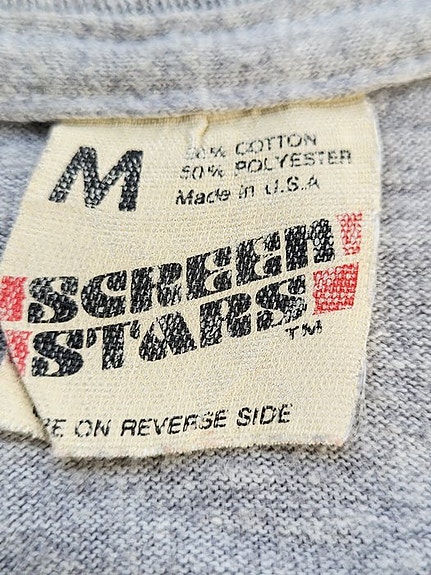 M
50% COTTON
50% POLYESTER
Made in U.S.A
SCREEN
STARS
TM
ON REVERSE SIDE